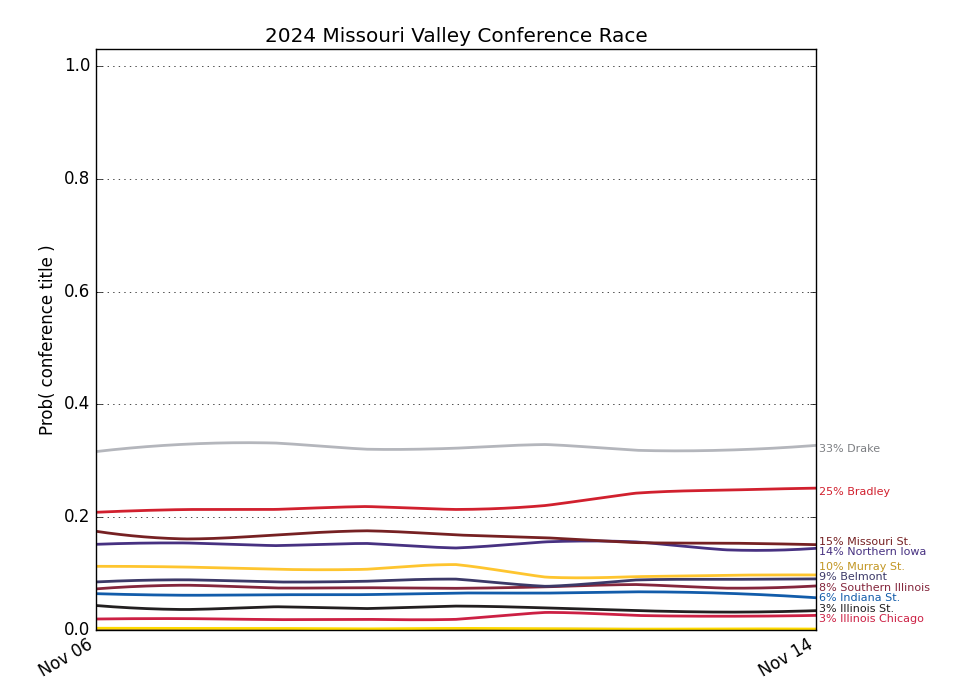 2024 Missouri Valley Conference Race
1.0
0.8
0.6
0.4
0.2
0.0
Prob( conference title )
Nov 06
Nov 14
33% Drake
25% Bradley
15% Missouri St.
14% Northern Iowa
10% Murray St.
9% Belmont
8% Southern Illinois
6% Indiana St.
3% Illinois St.
3% Illinois Chicago